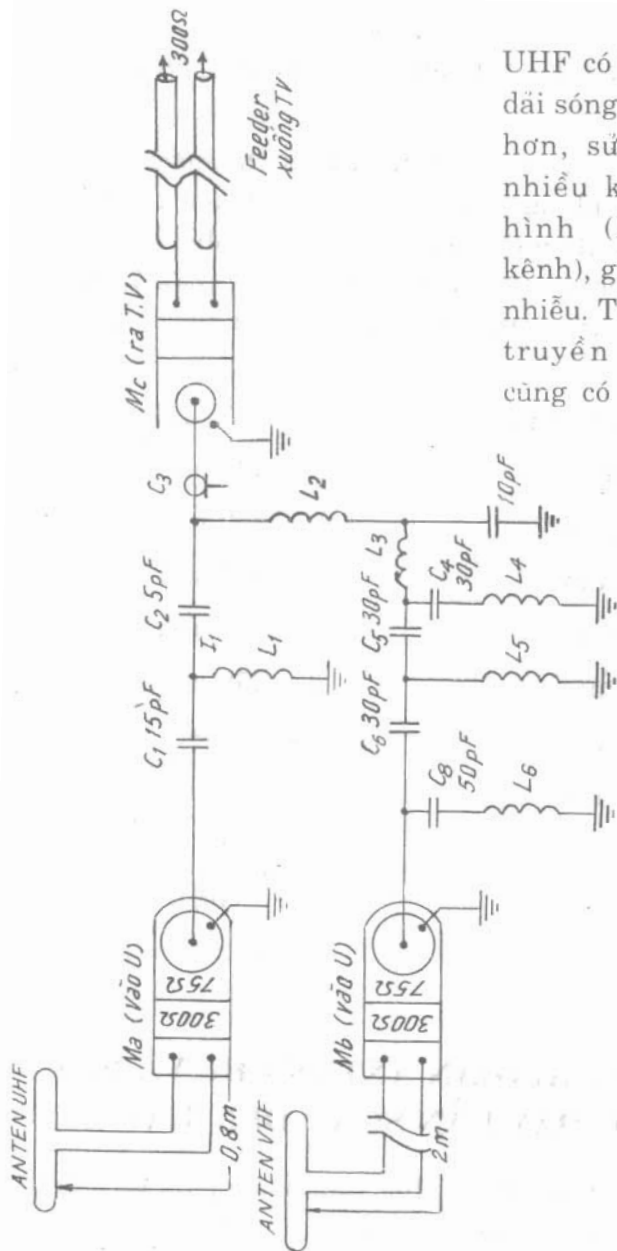 UHF có
dải sóng
hơn, sử
nhiều k
hình (
kênh), g
nhiễu. T
truyền
cũng có
300Ω
Feeder
xuống TV
Mc (ra T.V)
C3
L2
10pF
C2 5pF
L3
C4
30pF
L4
I1
L1
C5 30pF
L5
C1 15pF
C6 30pF
C8
50pF
L6
Ma (vào U)
300Ω
75Ω
Mb (vào U)
300Ω
75Ω
ANTEN UHF
0,8m
ANTEN VHF
2m